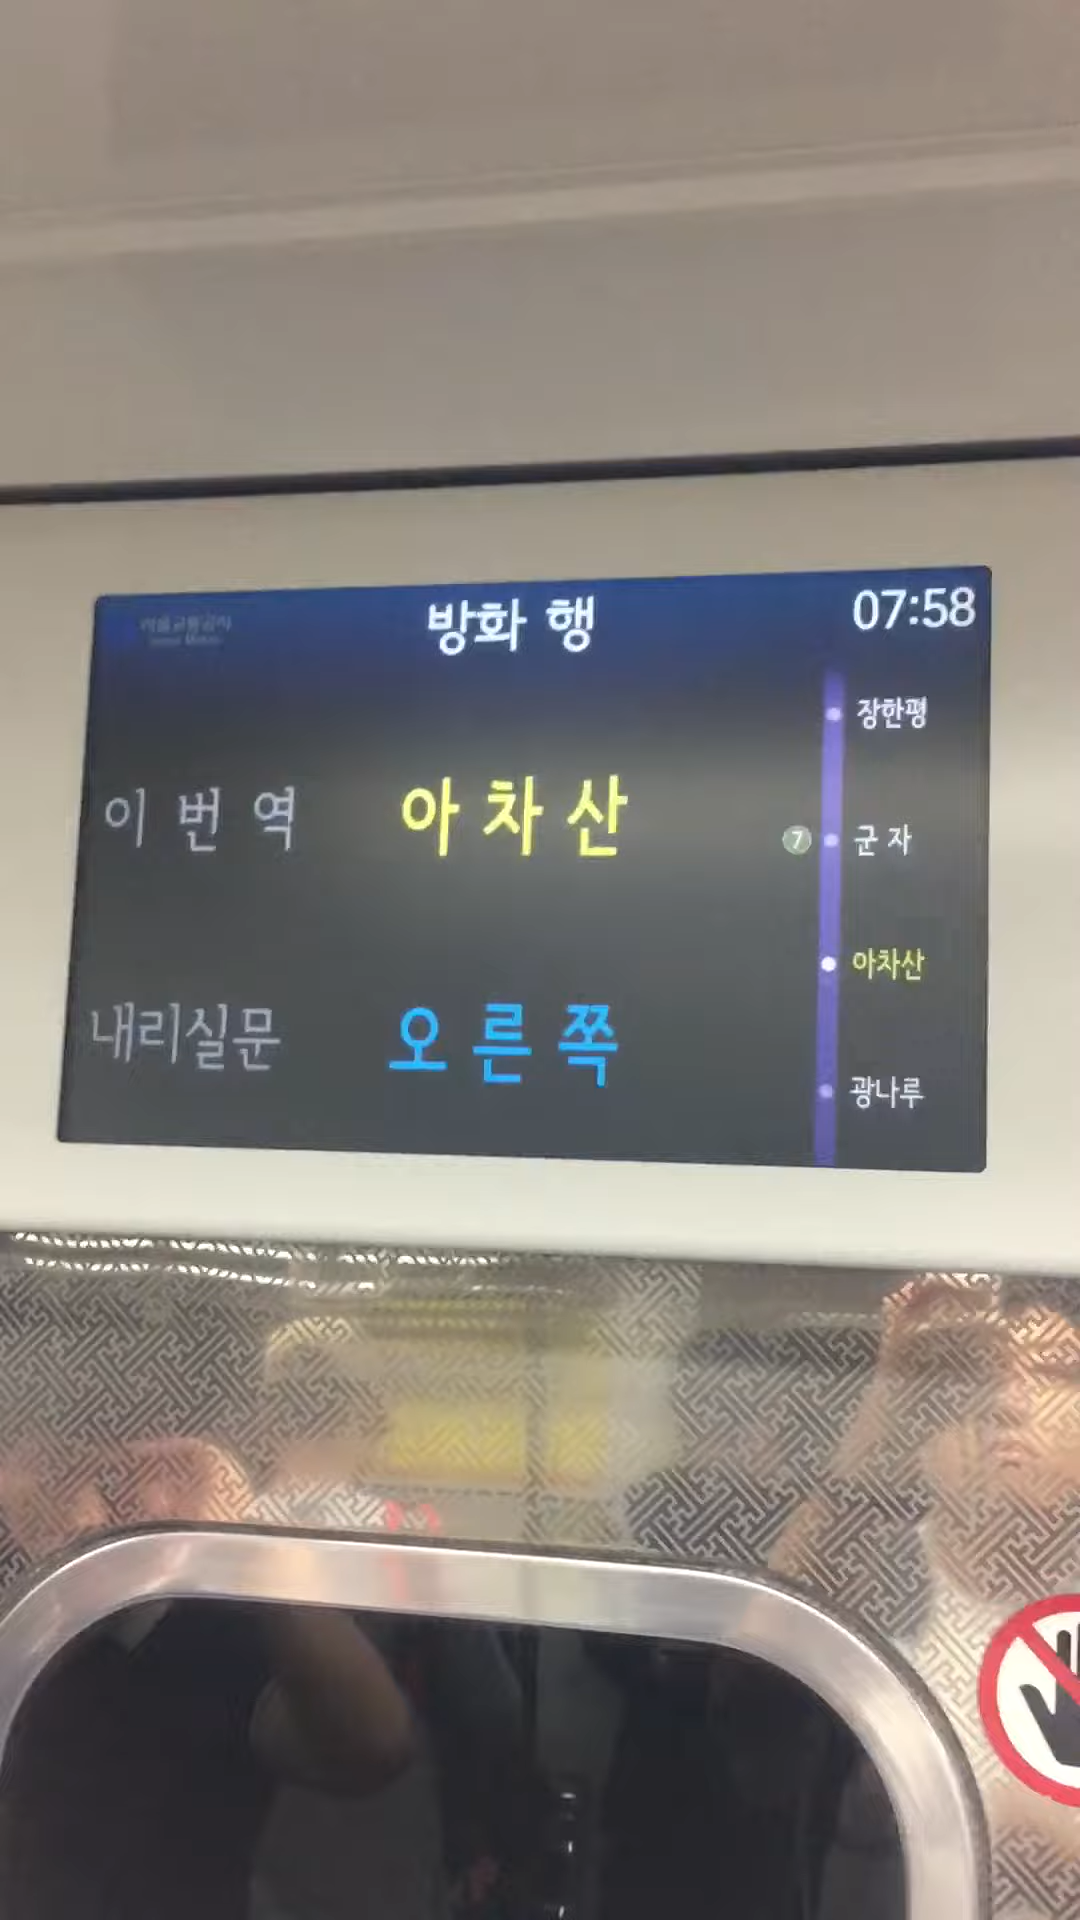 방화 행
07:58
이번역 아차산
내리실문 오른쪽
장한평
7 군자
아차산
광나루